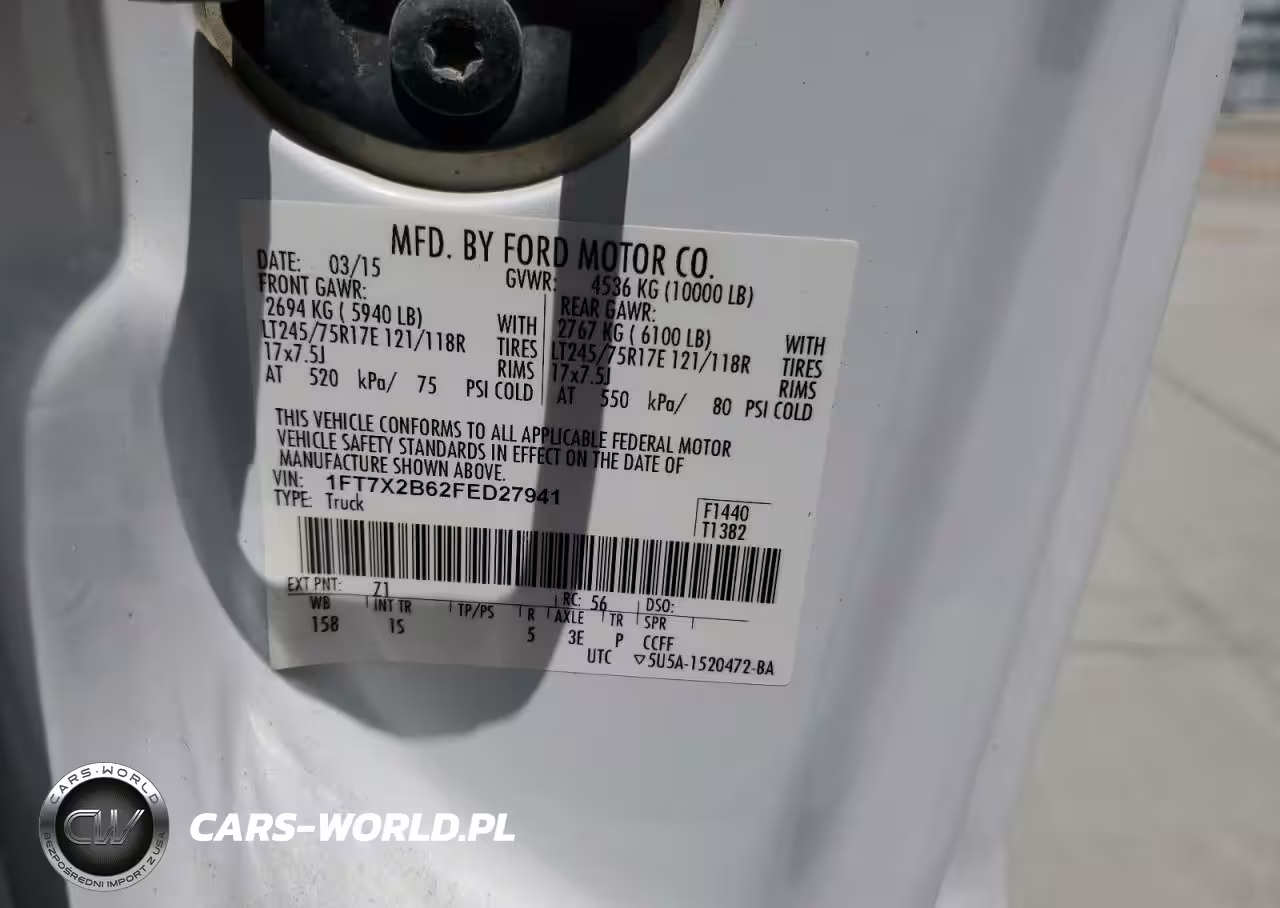 MFD. BY FORD MOTOR CO.
DATE: 03/15 GVWR: 4536 KG (10000 LB)
FRONT GAWR: REAR GAWR:
2694 KG ( 5940 LB) WITH 2767 KG ( 6100 LB) WITH
LT245/75R17E 121/118R TIRES LT245/75R17E 121/118R TIRES
17x7.5J RIMS 17x7.5J RIMS
AT 520 kPa/ 75 PSI COLD AT 550 kPa/ 80 PSI COLD
THIS VEHICLE CONFORMS TO ALL APPLICABLE FEDERAL MOTOR
VEHICLE SAFETY STANDARDS IN EFFECT ON THE DATE OF
MANUFACTURE SHOWN ABOVE.
VIN: 1FT7X2B62FED27941
TYPE: Truck
F1440
T1382
EXT PNT: Z1 RC: 56 DSO:
WB INT TR TP/PS R AXLE TR SPR
158 1S 5 3E P CCFF
UTC ▽5U5A-1520472-BA
CARS-WORLD
CW
BEZPOŚREDNI IMPORT Z USA
CARS-WORLD.PL